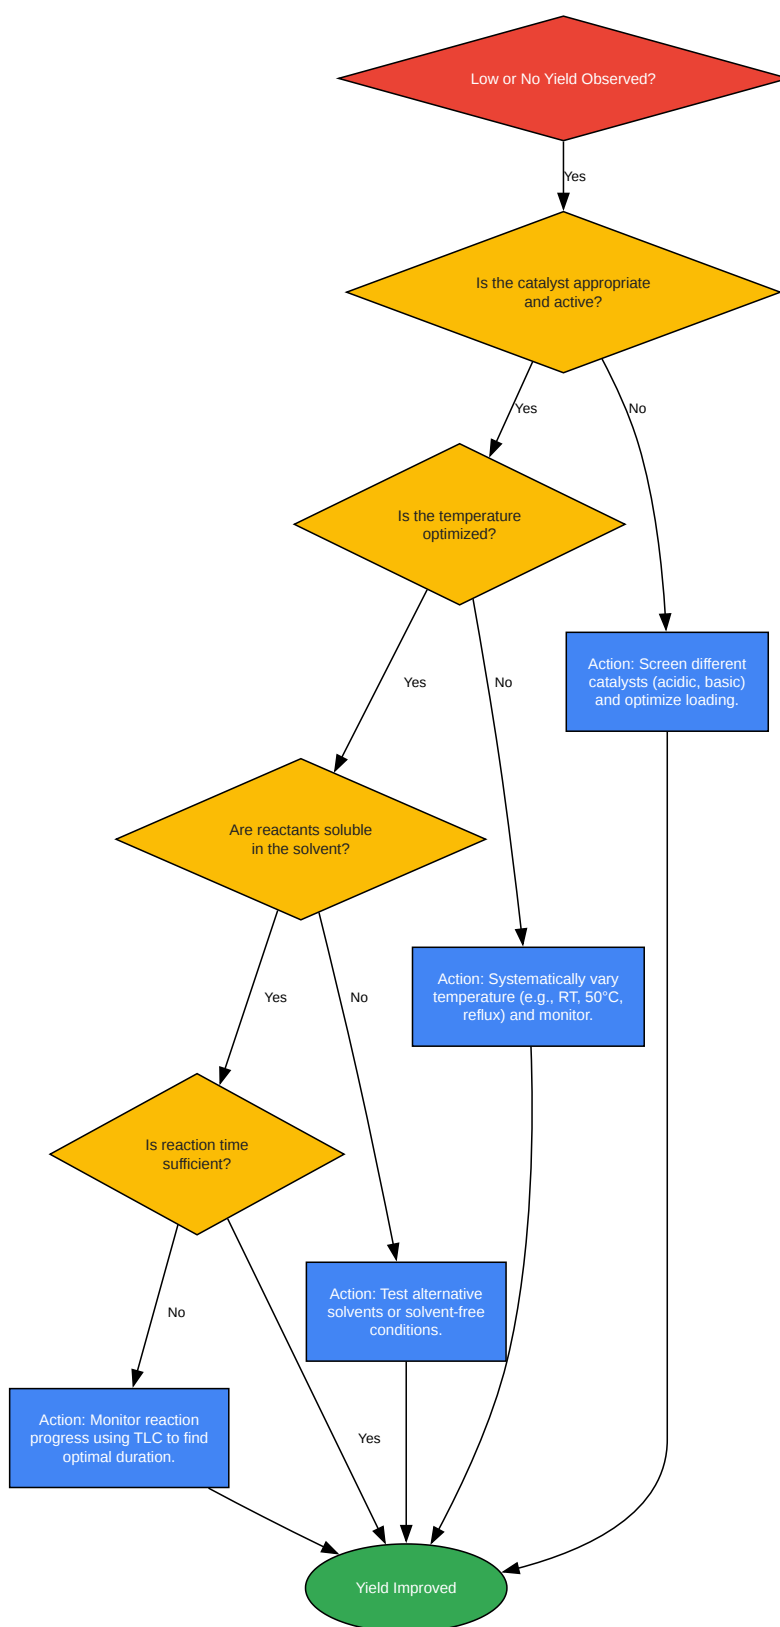 Low or No Yield Observed?
Yes
Is the catalyst appropriate
and active?
Yes
No
Is the temperature
optimized?
Action: Screen different
catalysts (acidic, basic)
and optimize loading.
Yes
No
Are reactants soluble
in the solvent?
Action: Systematically vary
temperature (e.g., RT, 50°C,
reflux) and monitor.
Yes
No
Is reaction time
sufficient?
Action: Test alternative
solvents or solvent-free
conditions.
No
Action: Monitor reaction
progress using TLC to find
optimal duration.
Yes
Yield Improved